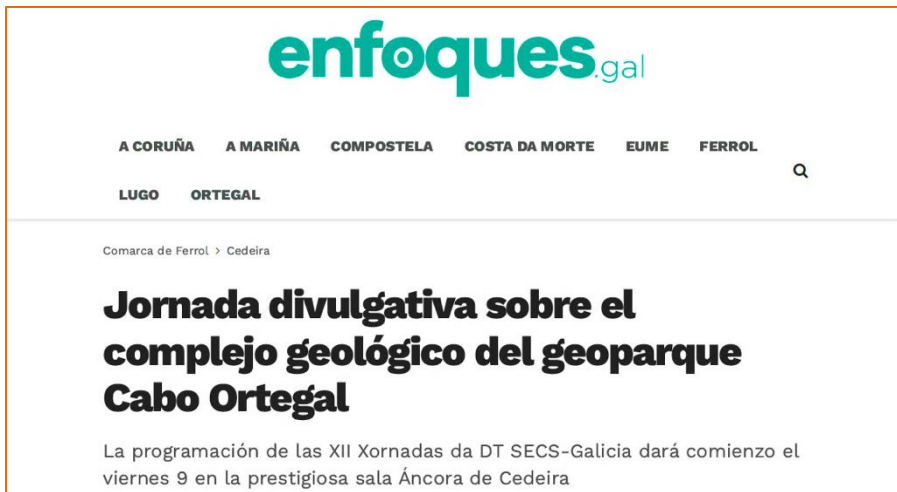 enfoques.gal
A CORUÑA A MARIÑA COMPOSTELA COSTA DA MORTE EUME FERROL
LUGO ORTEGAL
Comarca de Ferrol > Cedeira
Jornada divulgativa sobre el
complejo geológico del geoparque
Cabo Ortegal
La programación de las XII Xornadas da DT SECS-Galicia dará comienzo el
viernes 9 en la prestigiosa sala Áncora de Cedeira